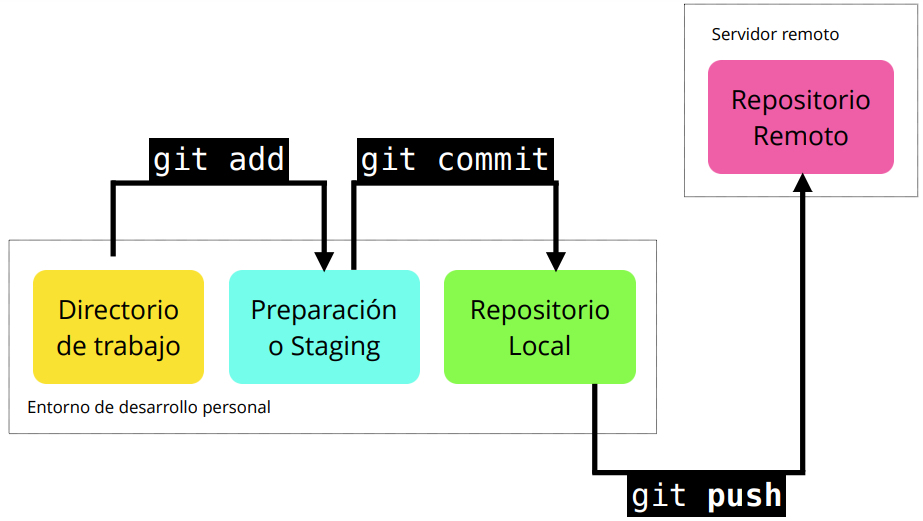 Servidor remoto
Repositorio
Remoto
git add
git commit
Directorio
de trabajo
Preparación
o Staging
Repositorio
Local
Entorno de desarrollo personal
git push